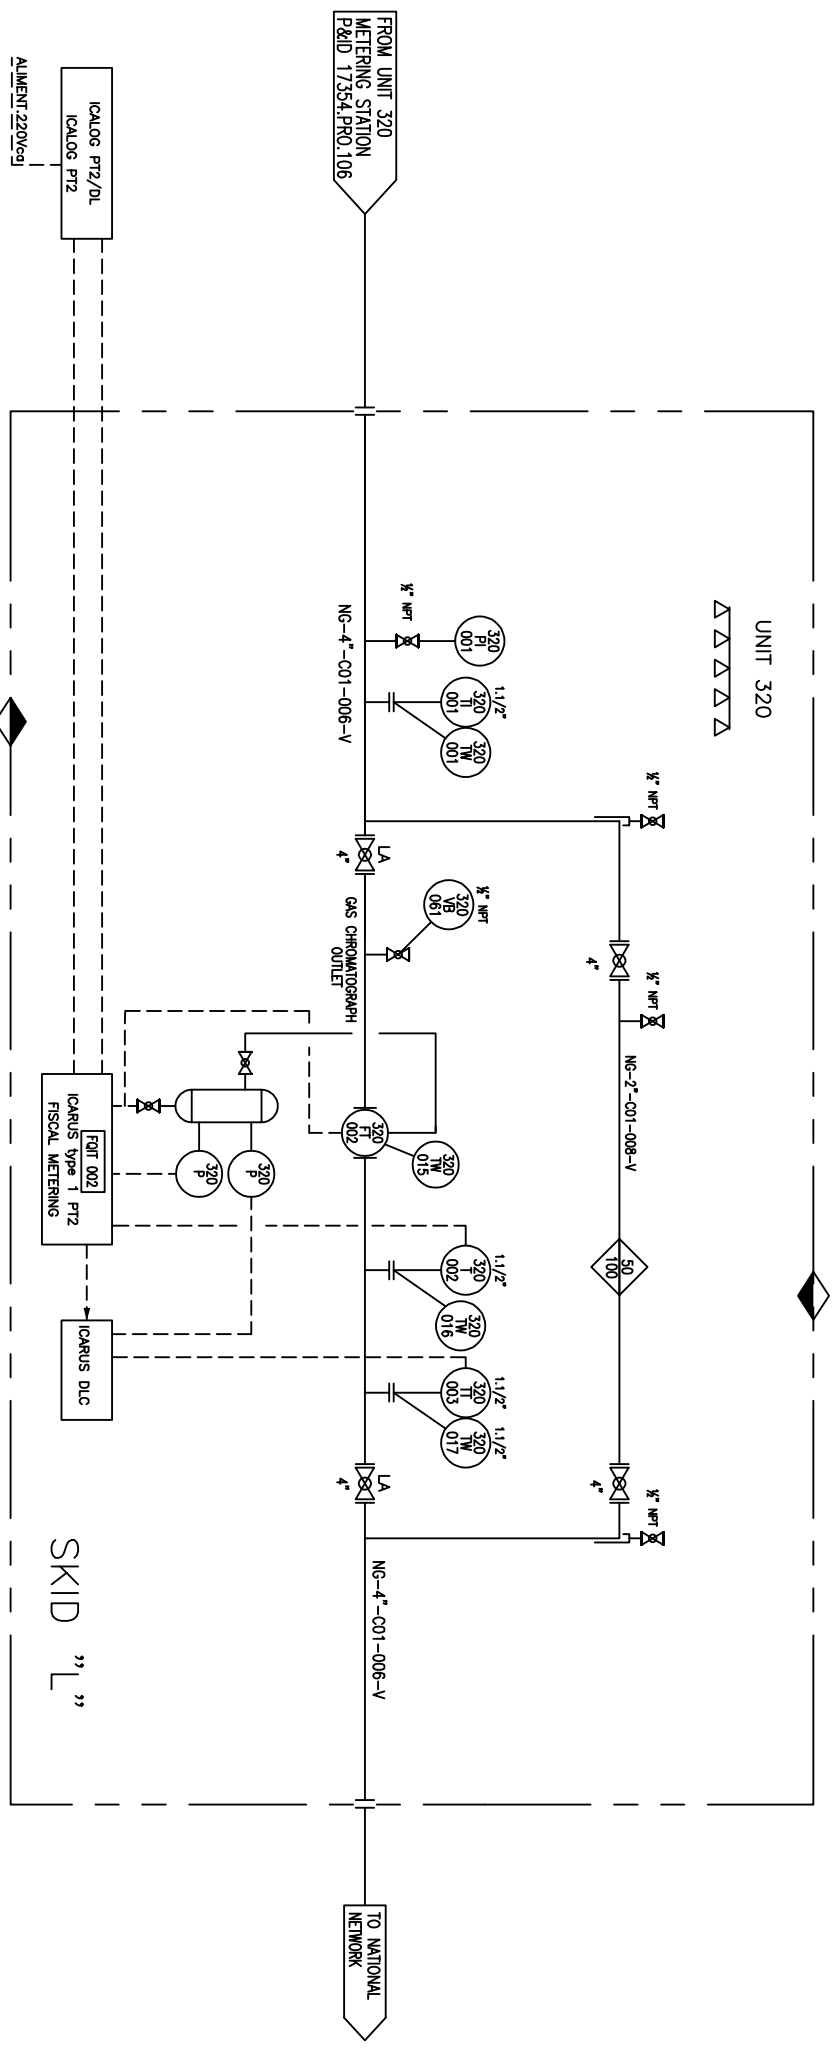 UNIT 320
FROM UNIT 320
METERING STATION
P&ID 17354.PRO.106
½" NPT
320
PI
001
NG-4"-C01-006-V
1.1/2"
320
TI
001
320
TW
001
½" NPT
LA
4"
½" NPT
320
VB
061
GAS CHROMATOGRAPH
OUTLET
4"
½" NPT
NG-2"-C01-008-V
50
100
4"
½" NPT
320
FT
002
320
TW
015
1.1/2"
320
TT
002
320
TW
016
1.1/2"
320
TT
003
1.1/2"
320
TW
017
LA
4"
NG-4"-C01-006-V
TO NATIONAL
NETWORK
320
P
320
P
ICALOG PT2/DL
ICALOG PT2
ALIMENT.220Vca
FQIT 002
ICARUS type 1 PT2
FISCAL METERING
ICARUS DLC
SKID "L"